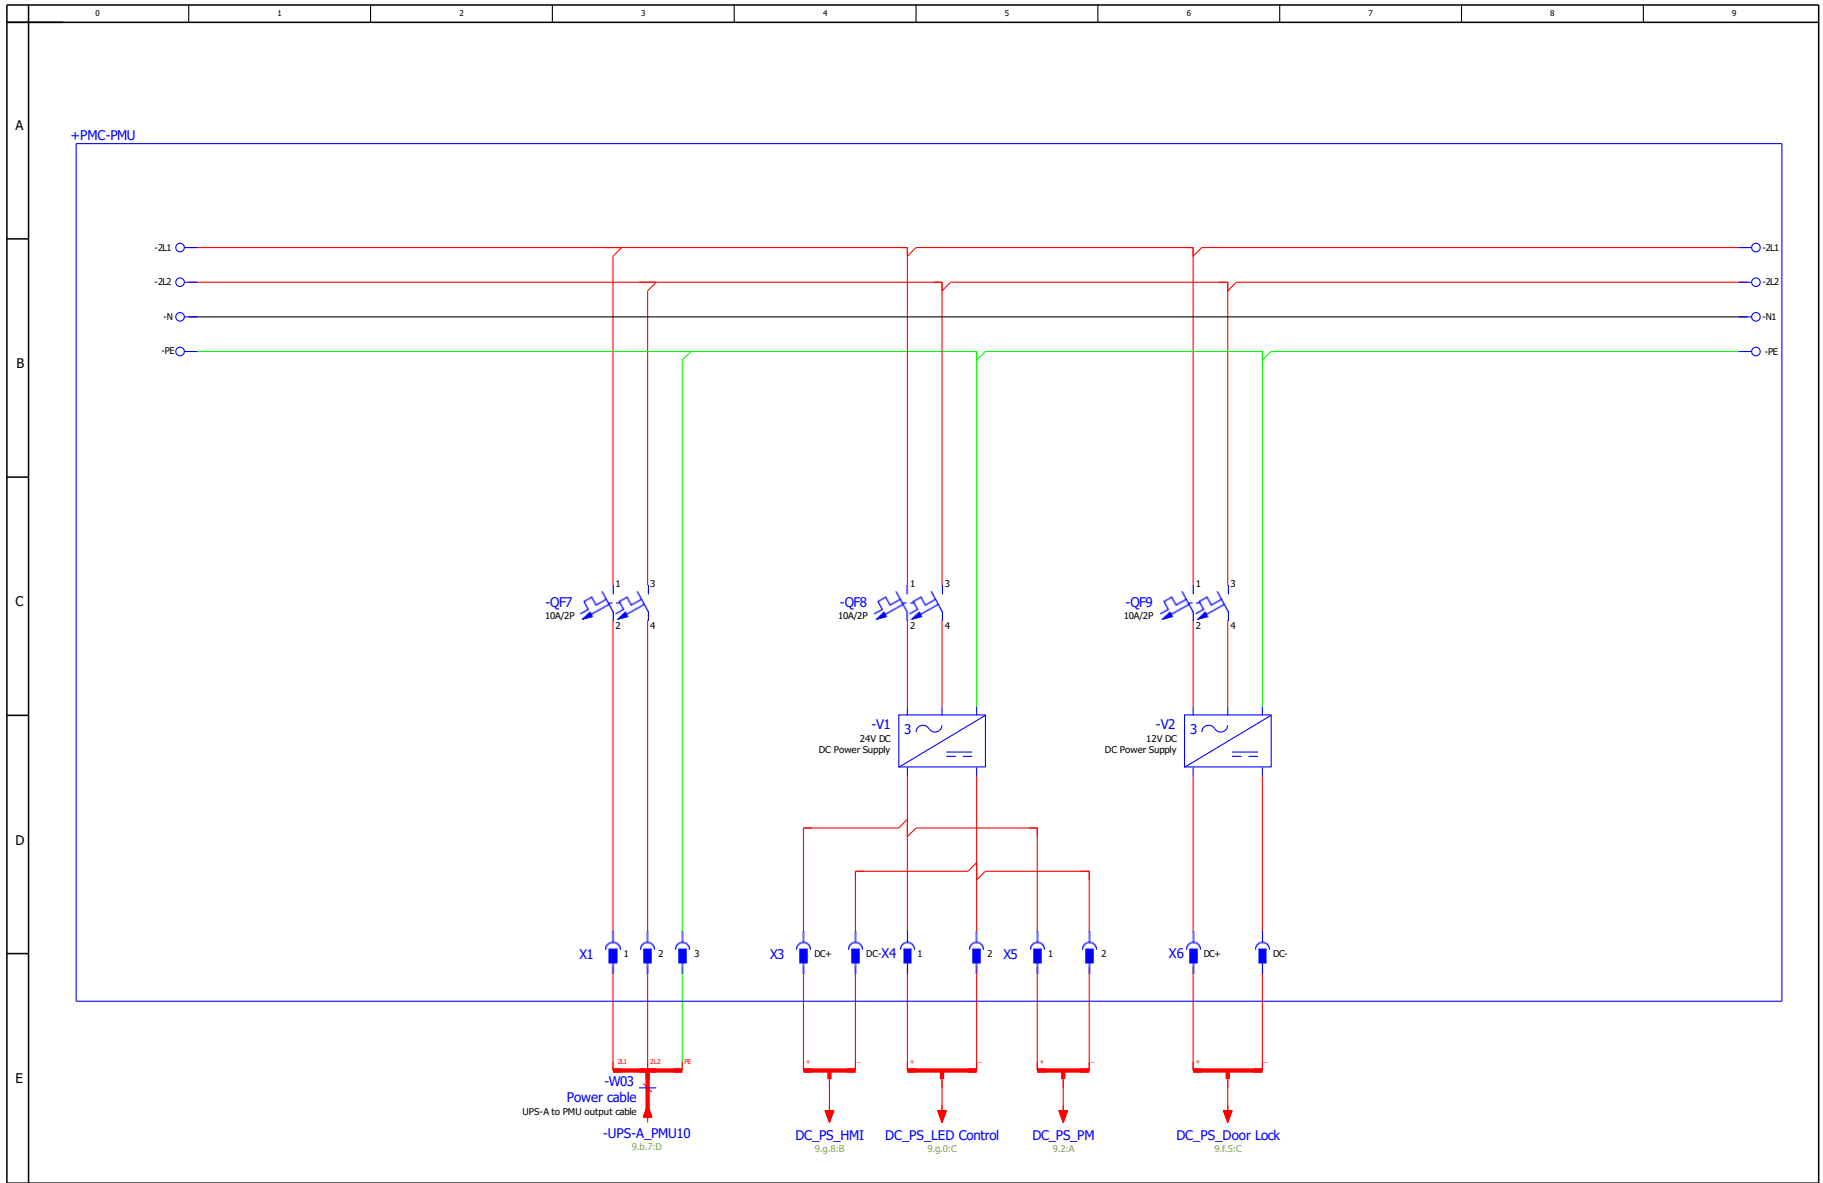 0 1 2 3 4 5 6 7 8 9
A
+PMC-PMU
-2L1 -2L1
-2L2 -2L2
-N -N1
-PE -PE
B
1 3 1 3 1 3
C
-QF7 -QF8 -QF9
10A/2P 10A/2P 10A/2P
2 4 2 4 2 4
-V1 3 -V2 3
24V DC 12V DC
DC Power Supply DC Power Supply
D
X1 1 2 3 X3 DC+ DC- X4 1 2 X5 1 2 X6 DC+ DC-
2L1 2L2 PE + - + - + - + -
E
-W03
Power cable
UPS-A to PMU output cable
-UPS-A_PMU10 DC_PS_HMI DC_PS_LED Control DC_PS_PM DC_PS_Door Lock
9.b.7:D 9.g.8:B 9.g.0:C 9.2:A 9.f.5:C